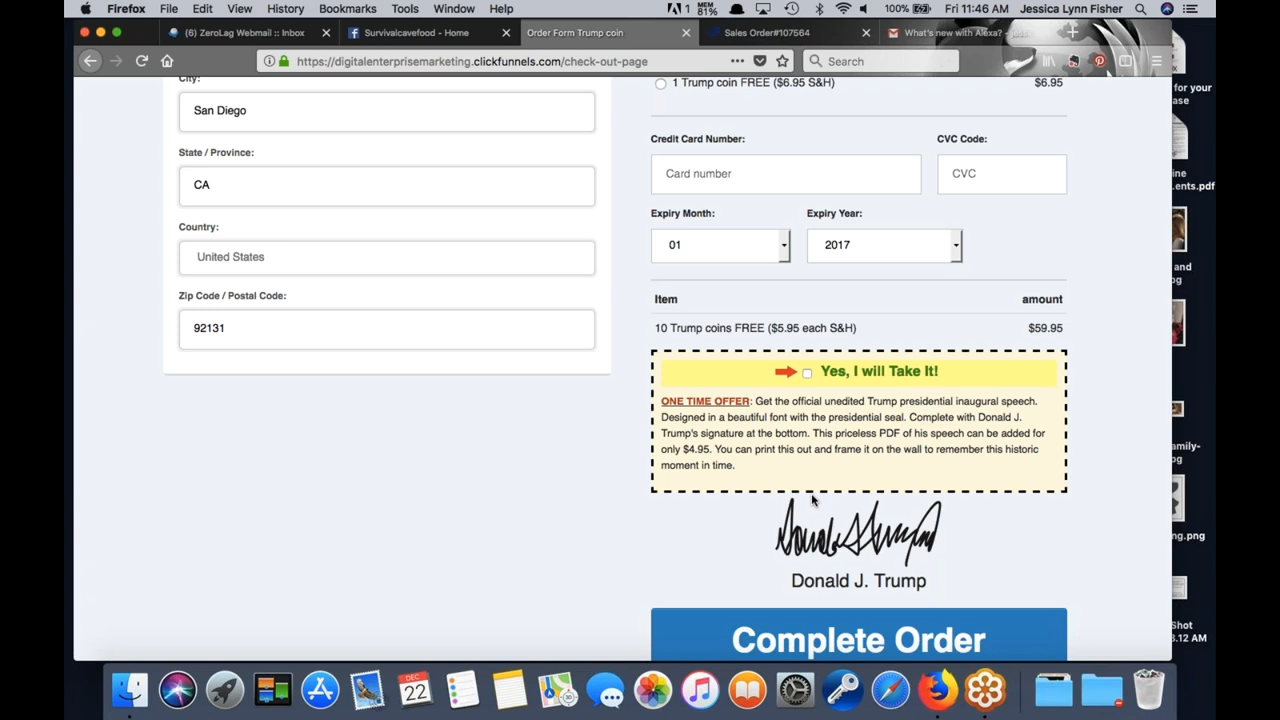 Firefox File Edit View History Bookmarks Tools Window Help
1 MEM 81% 100% Fri 11:46 AM Jessica Lynn Fisher
(6) ZeroLag Webmail :: Inbox
Survivalcavefood - Home
Order Form Trump coin
Sales Order#107564
What's new with Alexa?
https://digitalenterprisemarketing.clickfunnels.com/check-out-page
Search
City:
San Diego
State / Province:
CA
Country:
United States
Zip Code / Postal Code:
92131
1 Trump coin FREE ($6.95 S&H) $6.95
Credit Card Number: CVC Code:
Card number CVC
Expiry Month: Expiry Year:
01 2017
Item amount
10 Trump coins FREE ($5.95 each S&H) $59.95
Yes, I will Take It!
ONE TIME OFFER: Get the official unedited Trump presidential inaugural speech.
Designed in a beautiful font with the presidential seal. Complete with Donald J.
Trump's signature at the bottom. This priceless PDF of his speech can be added for
only $4.95. You can print this out and frame it on the wall to remember this historic
moment in time.
Donald J. Trump
Complete Order
for your
ase
ine
.ents.pdf
and
og
amily-
og
ng.png
Shot
3.12 AM
DEC
22